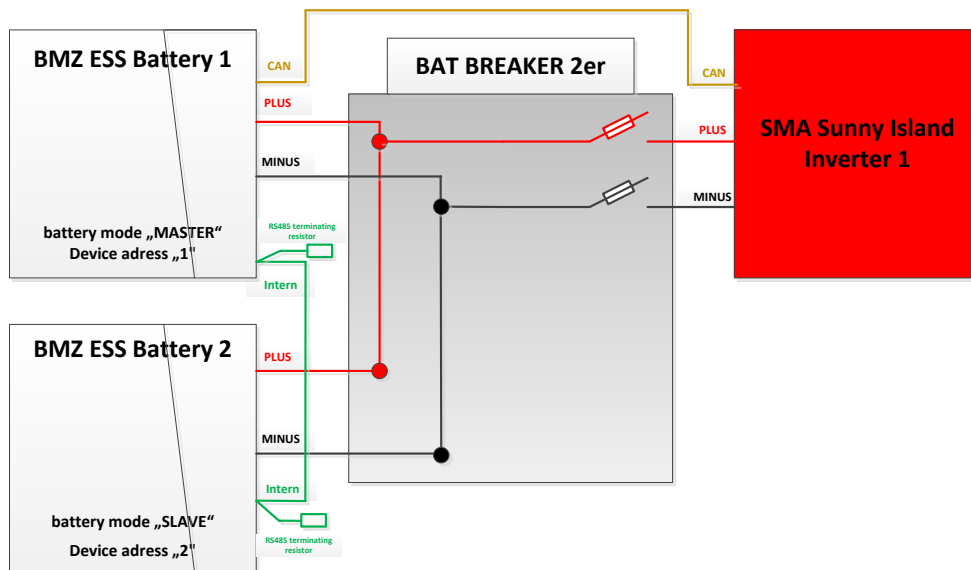 BMZ ESS Battery 1
CAN
PLUS
MINUS
battery mode „MASTER“
Device adress „1"
RS485 terminating
resistor
Intern
BAT BREAKER 2er
CAN
PLUS
MINUS
SMA Sunny Island
Inverter 1
BMZ ESS Battery 2
PLUS
MINUS
Intern
battery mode „SLAVE“
Device adress „2"
RS485 terminating
resistor